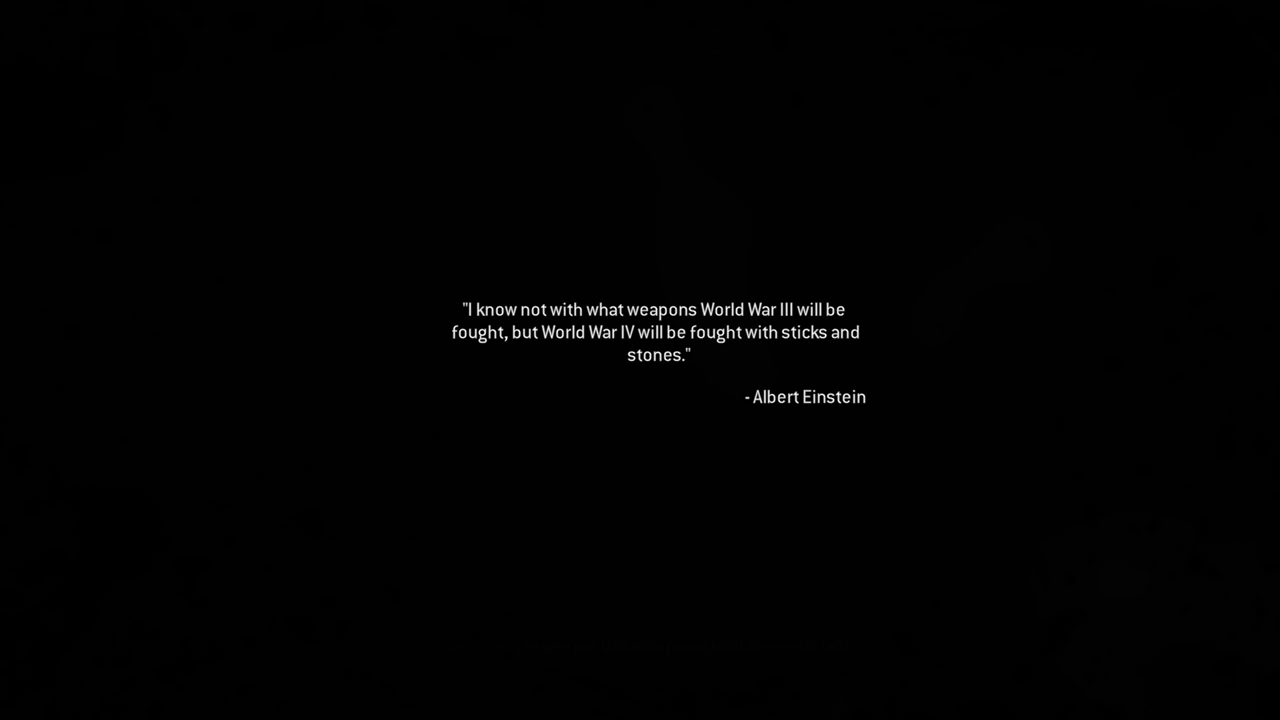 "I know not with what weapons World War III will be
fought, but World War IV will be fought with sticks and
stones."
- Albert Einstein